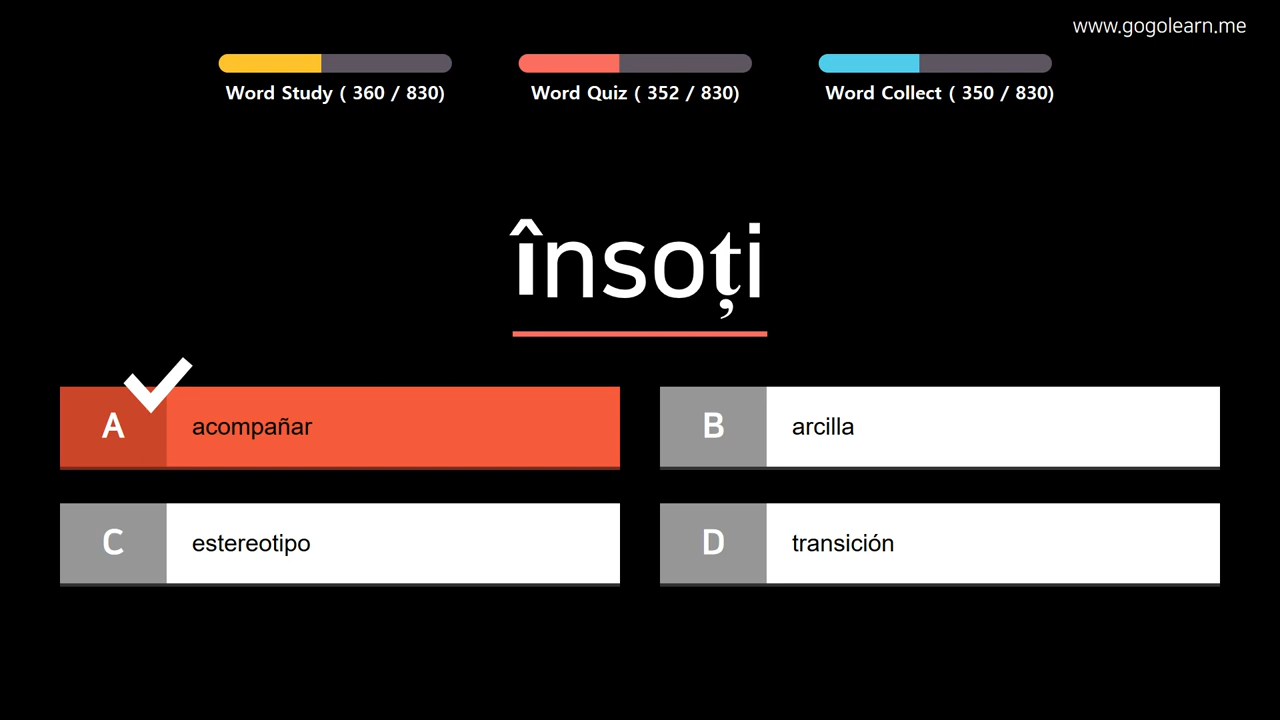 www.gogolearn.me
Word Study ( 360 / 830)
Word Quiz ( 352 / 830)
Word Collect ( 350 / 830)
însoți
A acompañar
B arcilla
C estereotipo
D transición